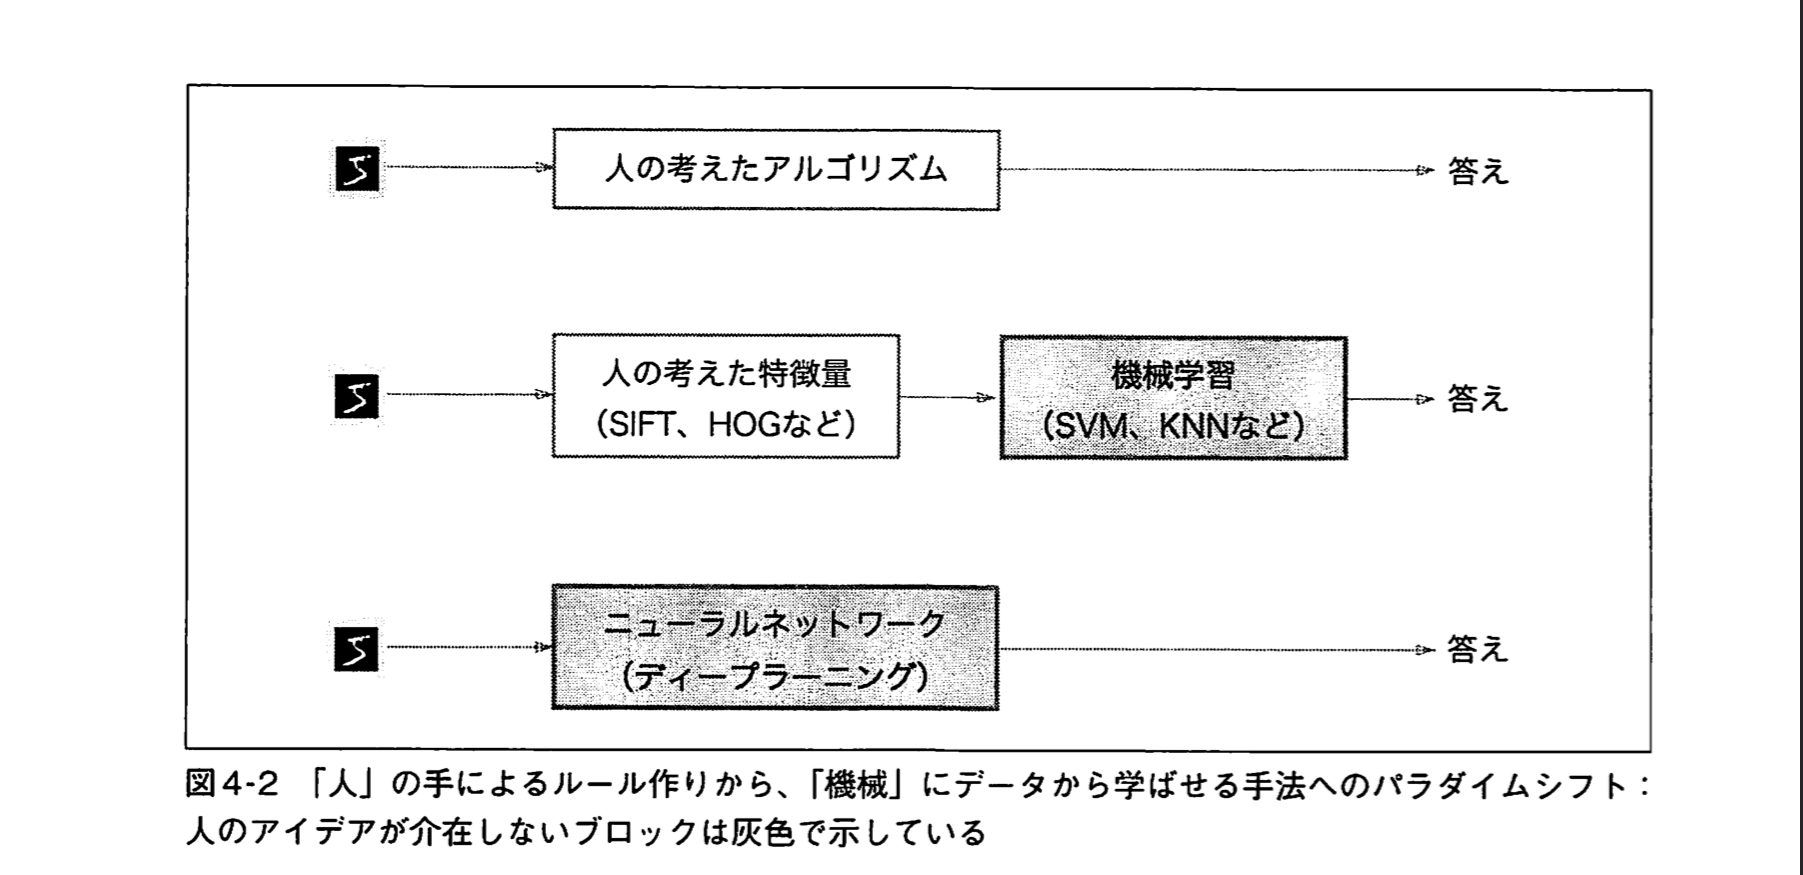 人の考えたアルゴリズム
答え
人の考えた特徴量
（SIFT、HOGなど）
機械学習
（SVM、KNNなど）
答え
ニューラルネットワーク
（ディープラーニング）
答え
図4-2　「人」の手によるルール作りから、「機械」にデータから学ばせる手法へのパラダイムシフト：
人のアイデアが介在しないブロックは灰色で示している